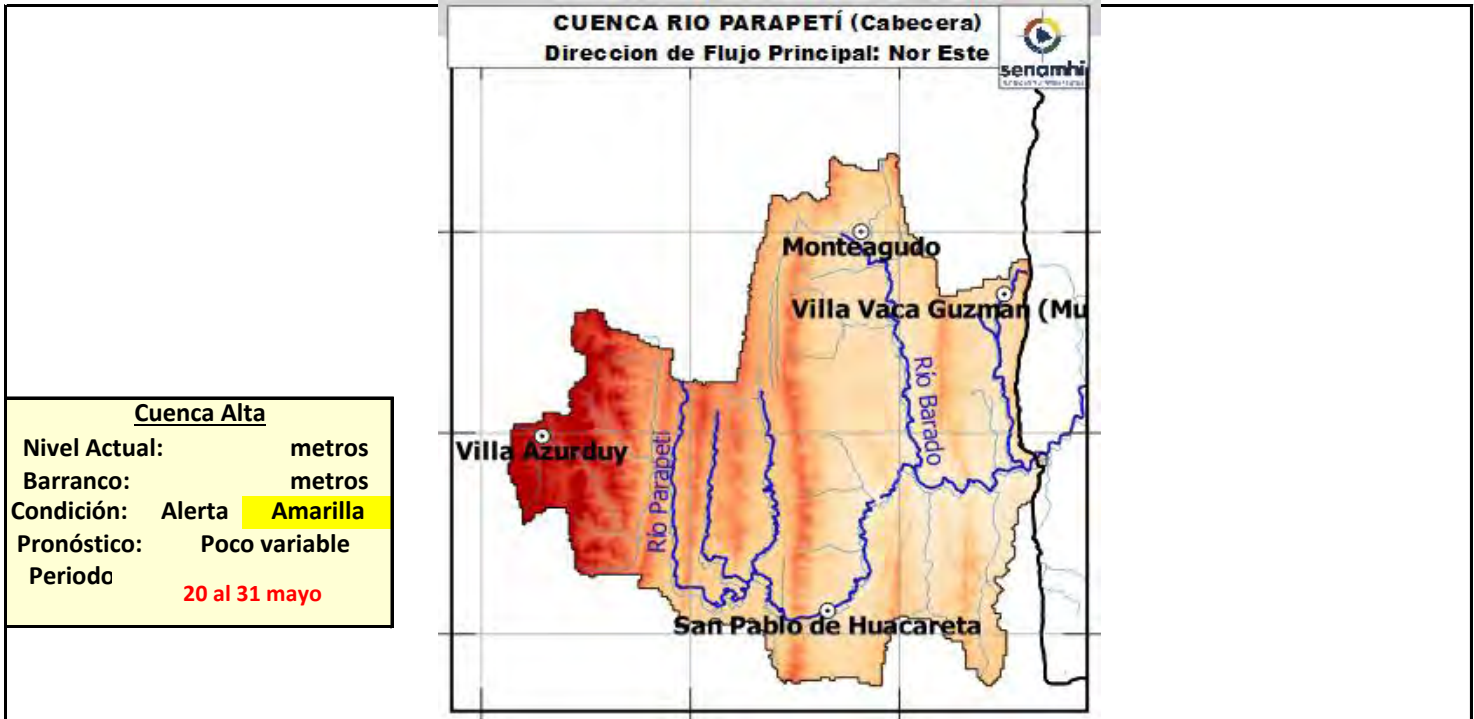 CUENCA RIO PARAPETÍ (Cabecera)
Direccion de Flujo Principal: Nor Este
senamhi
Monteagudo
Villa Vaca Guzmán (Mu
Río Barado
Villa Azurduy
Río Parapetí
San Pablo de Huacareta
Cuenca Alta
Nivel Actual: metros
Barranco: metros
Condición: Alerta Amarilla
Pronóstico: Poco variable
Periodo
20 al 31 mayo